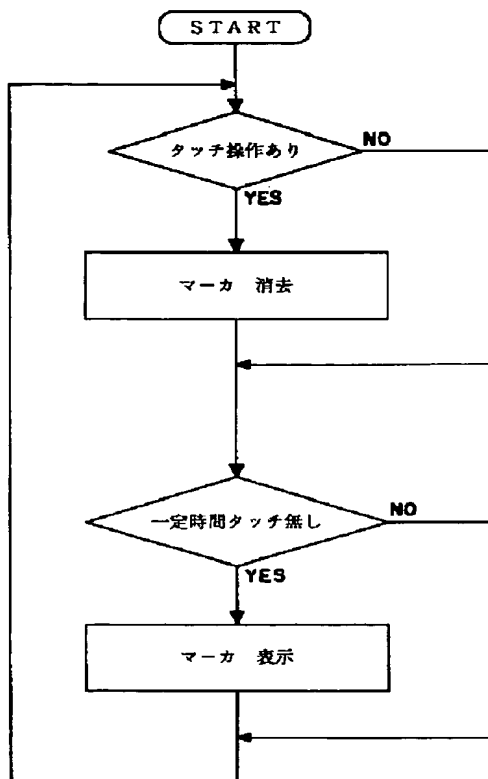 START
タッチ操作あり
NO
YES
マーカ 消去
一定時間タッチ無し
NO
YES
マーカ 表示